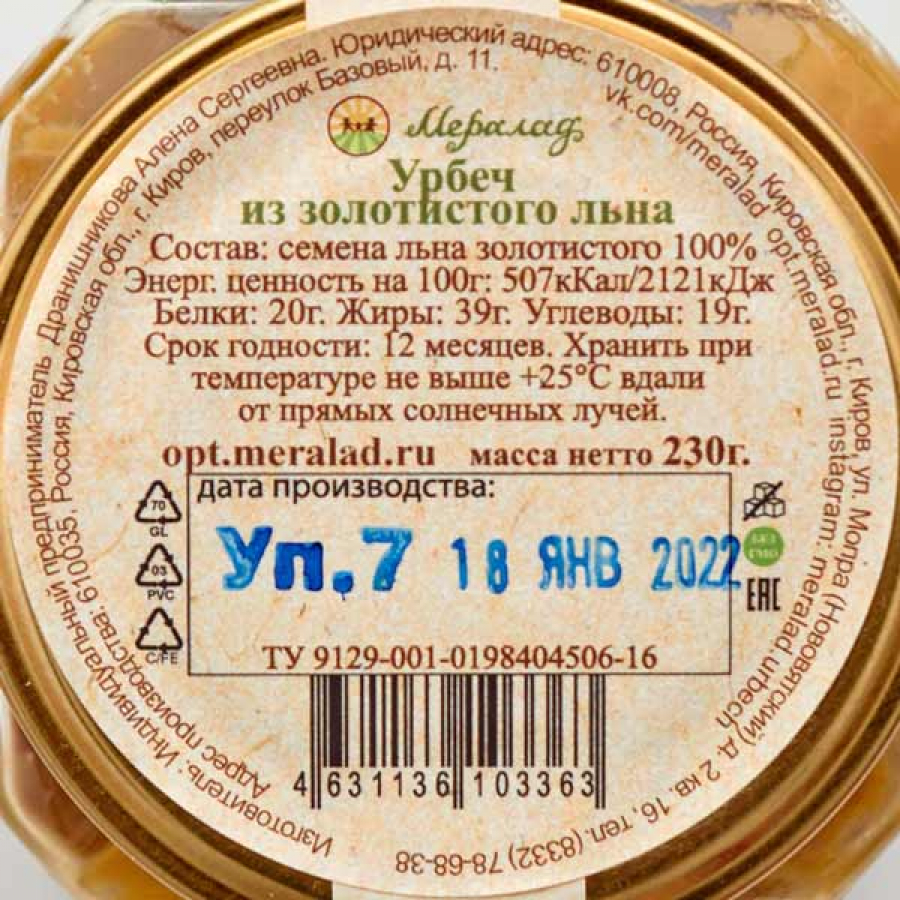 Изготовитель: Индивидуальный предприниматель Дранишникова Алена Сергеевна. Юридический адрес: 610008, Россия, Кировская обл., г. Киров, ул. Мопра (Нововятский) д. 2 кв. 16, тел. (8332) 78-68-38
Адрес производства: 610035, Россия, Кировская обл., г. Киров, переулок Базовый, д. 11.
vk.com/meralad opt.meralad.ru instagram: meralad.urbech
Мералад
Урбеч
из золотистого льна
Состав: семена льна золотистого 100%
Энерг. ценность на 100г: 507кКал/2121кДж
Белки: 20г. Жиры: 39г. Углеводы: 19г.
Срок годности: 12 месяцев. Хранить при
температуре не выше +25°С вдали
от прямых солнечных лучей.
opt.meralad.ru масса нетто 230г.
дата производства:
Уп.7 18 ЯНВ 2022
ТУ 9129-001-0198404506-16
70
GL
03
PVC
C/FE
БЕЗ
ГМО
EAC
4 631136 103363